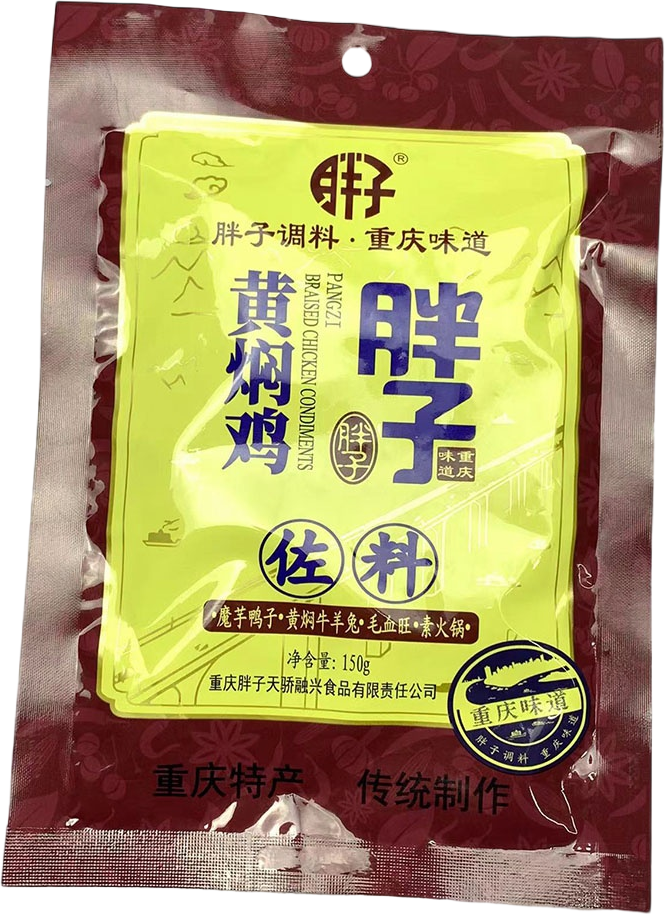 胖子®
胖子调料·重庆味道
胖子
重庆味道
胖子
PANGZI
BRAISED CHICKEN CONDIMENTS
黄焖鸡
佐料
·魔芋鸭子·黄焖牛羊兔·毛血旺·素火锅·
净含量:150g
重庆胖子天骄融兴食品有限责任公司
重庆味道
胖子调料 重庆味道
重庆特产 传统制作